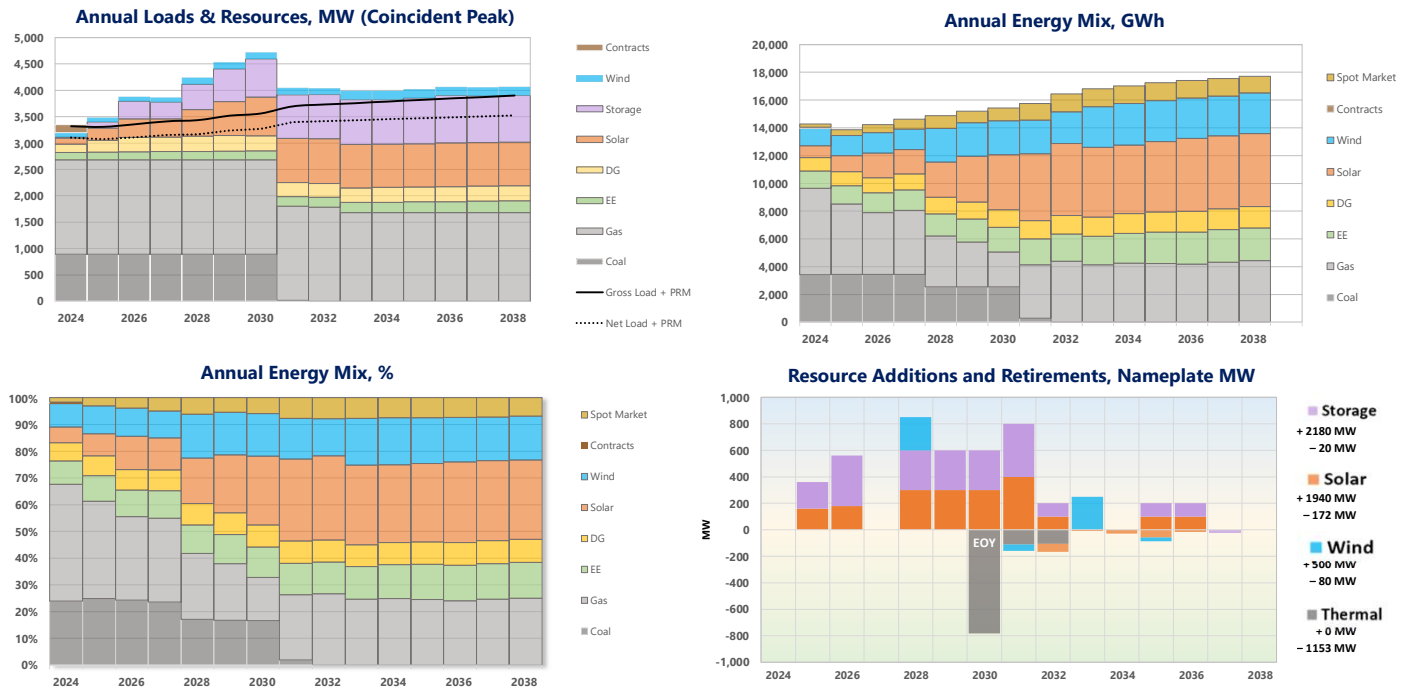 Annual Loads & Resources, MW (Coincident Peak)
5,000
4,500
4,000
3,500
3,000
2,500
2,000
1,500
1,000
500
0
2024 2026 2028 2030 2032 2034 2036 2038
Contracts
Wind
Storage
Solar
DG
EE
Gas
Coal
Gross Load + PRM
Net Load + PRM
Annual Energy Mix, GWh
20,000
18,000
16,000
14,000
12,000
10,000
8,000
6,000
4,000
2,000
0
2024 2026 2028 2030 2032 2034 2036 2038
Spot Market
Contracts
Wind
Solar
DG
EE
Gas
Coal
Annual Energy Mix, %
100%
90%
80%
70%
60%
50%
40%
30%
20%
10%
0%
2024 2026 2028 2030 2032 2034 2036 2038
Spot Market
Contracts
Wind
Solar
DG
EE
Gas
Coal
Resource Additions and Retirements, Nameplate MW
1,000
800
600
400
200
0
-200
-400
-600
-800
-1,000
MW
EOY
2024 2026 2028 2030 2032 2034 2036 2038
Storage
+ 2180 MW
– 20 MW
Solar
+ 1940 MW
– 172 MW
Wind
+ 500 MW
– 80 MW
Thermal
+ 0 MW
– 1153 MW